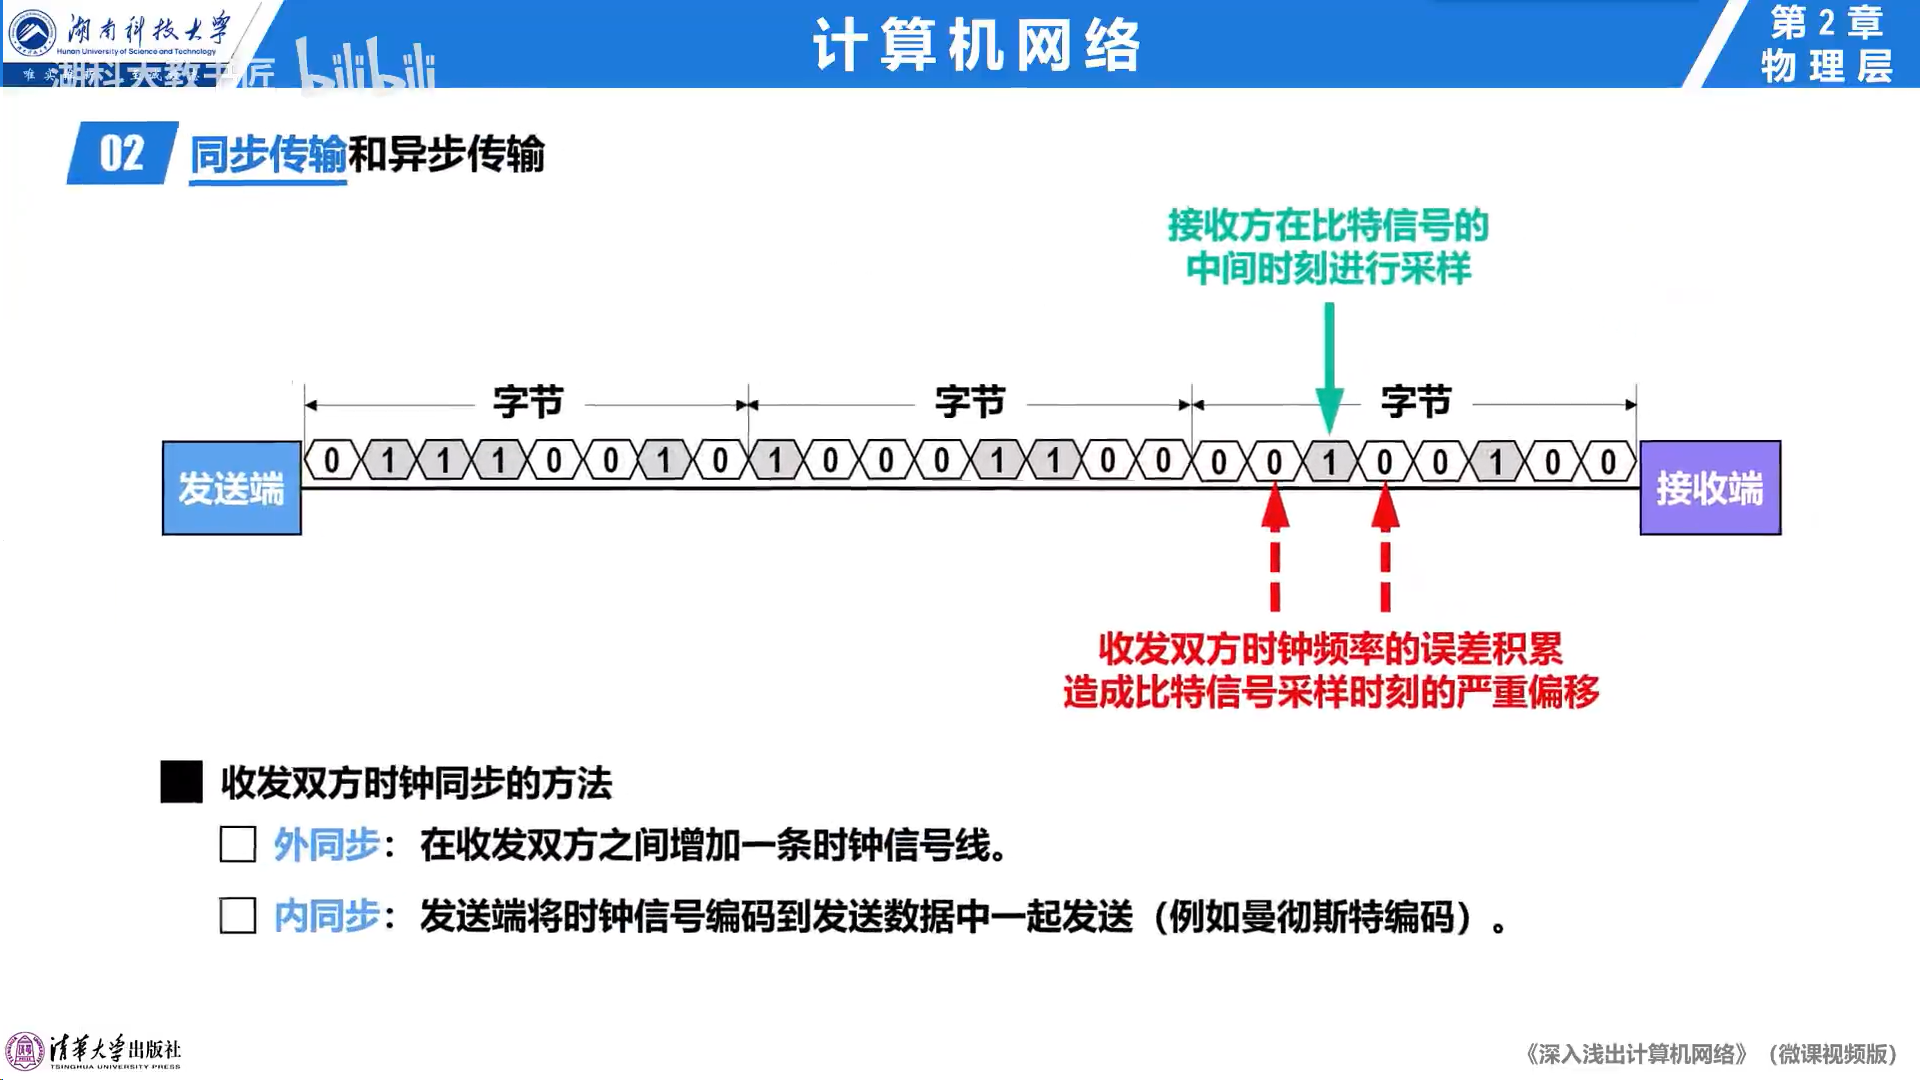 湖南科技大学
Hunan University of Science and Technology
湖科大教书匠
bilibili
计算机网络
第2章
物理层
02
同步传输和异步传输
接收方在比特信号的
中间时刻进行采样
字节 字节 字节
发送端
0 1 1 1 0 0 1 0 1 0 0 0 1 1 0 0 0 0 1 0 0 1 0 0
接收端
收发双方时钟频率的误差积累
造成比特信号采样时刻的严重偏移
收发双方时钟同步的方法
外同步：在收发双方之间增加一条时钟信号线。
内同步：发送端将时钟信号编码到发送数据中一起发送（例如曼彻斯特编码）。
清华大学出版社
TSINGHUA UNIVERSITY PRESS
《深入浅出计算机网络》（微课视频版）